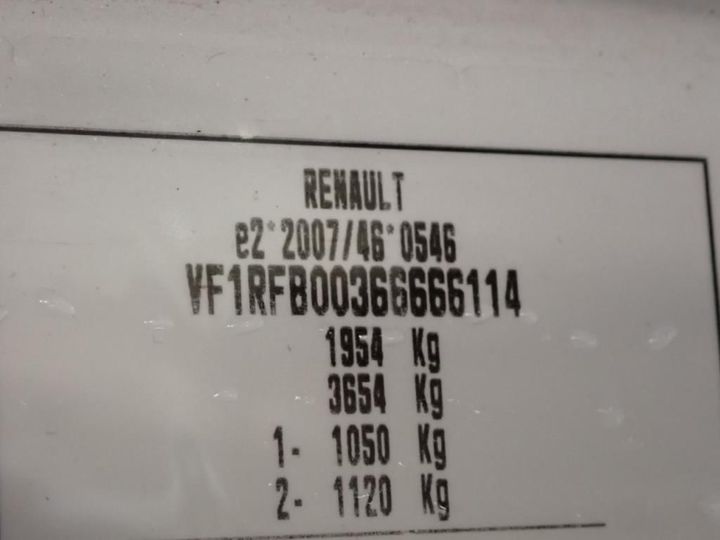 RENAULT
e2*2007/46*0546
VF1RFB00366666114
1954 Kg
3654 Kg
1- 1050 Kg
2- 1120 Kg